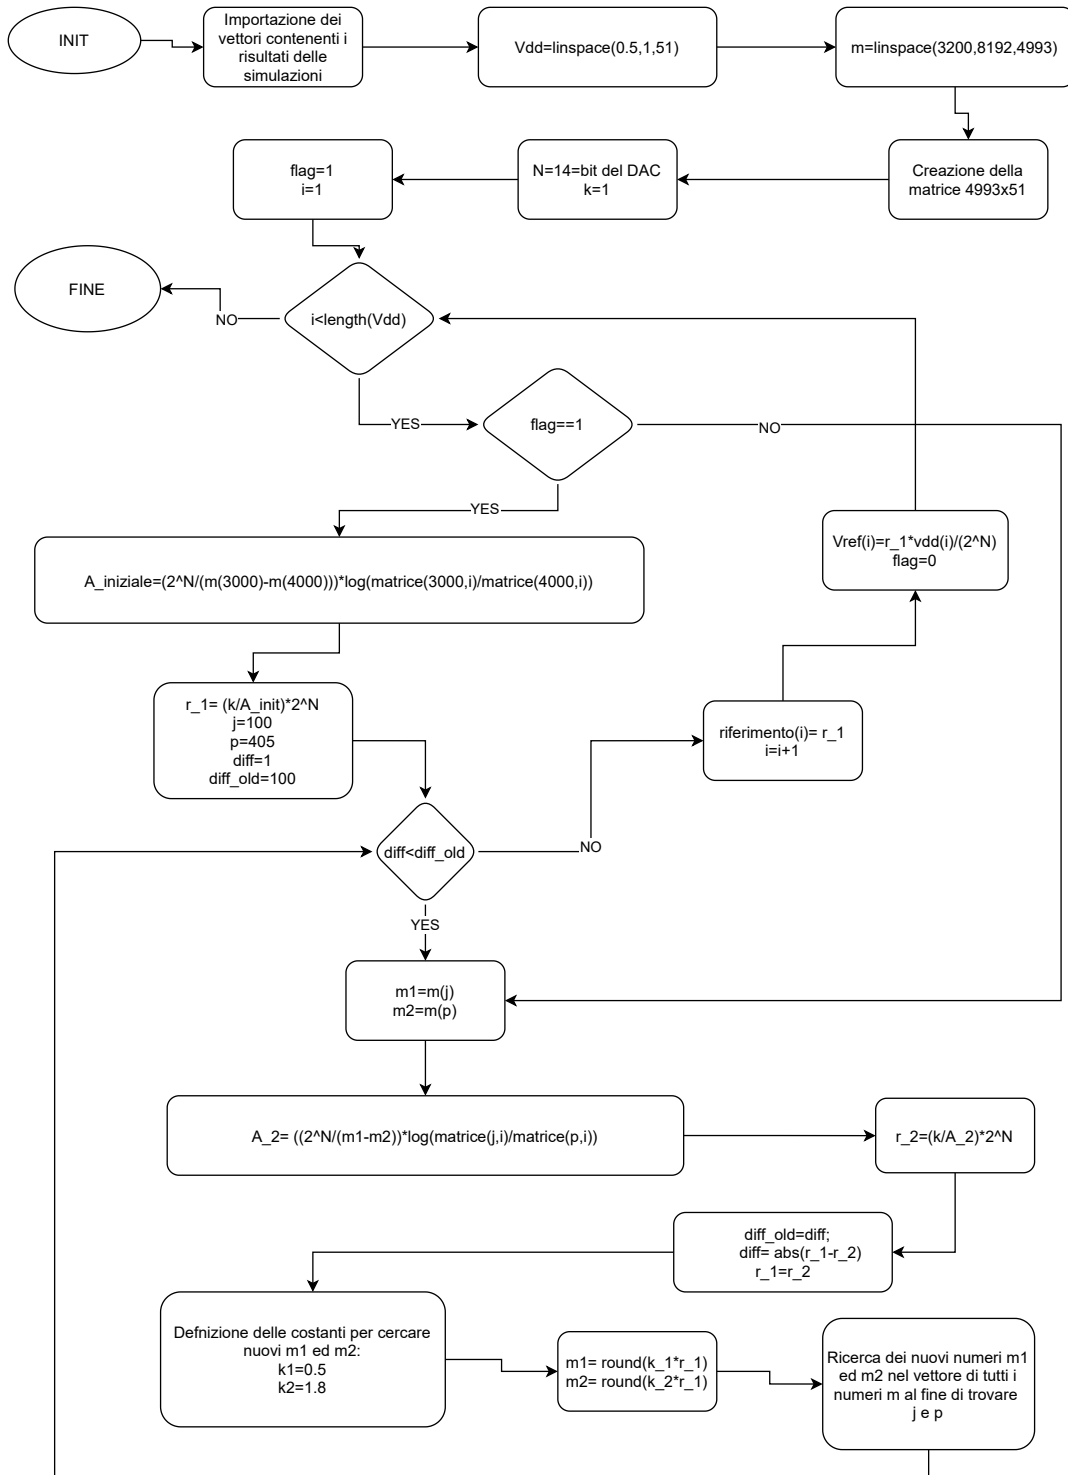 INIT
Importazione dei
vettori contenenti i
risultati delle
simulazioni
Vdd=linspace(0.5,1,51)
m=linspace(3200,8192,4993)
Creazione della
matrice 4993x51
N=14=bit del DAC
k=1
flag=1
i=1
FINE
NO
i<length(Vdd)
YES
flag==1
NO
YES
A_iniziale=(2^N/(m(3000)-m(4000)))*log(matrice(3000,i)/matrice(4000,i))
Vref(i)=r_1*vdd(i)/(2^N)
flag=0
r_1= (k/A_init)*2^N
j=100
p=405
diff=1
diff_old=100
riferimento(i)= r_1
i=i+1
diff<diff_old
NO
YES
m1=m(j)
m2=m(p)
A_2= ((2^N/(m1-m2))*log(matrice(j,i)/matrice(p,i))
r_2=(k/A_2)*2^N
diff_old=diff;
diff= abs(r_1-r_2)
r_1=r_2
Defnizione delle costanti per cercare
nuovi m1 ed m2:
k1=0.5
k2=1.8
m1= round(k_1*r_1)
m2= round(k_2*r_1)
Ricerca dei nuovi numeri m1
ed m2 nel vettore di tutti i
numeri m al fine di trovare
j e p